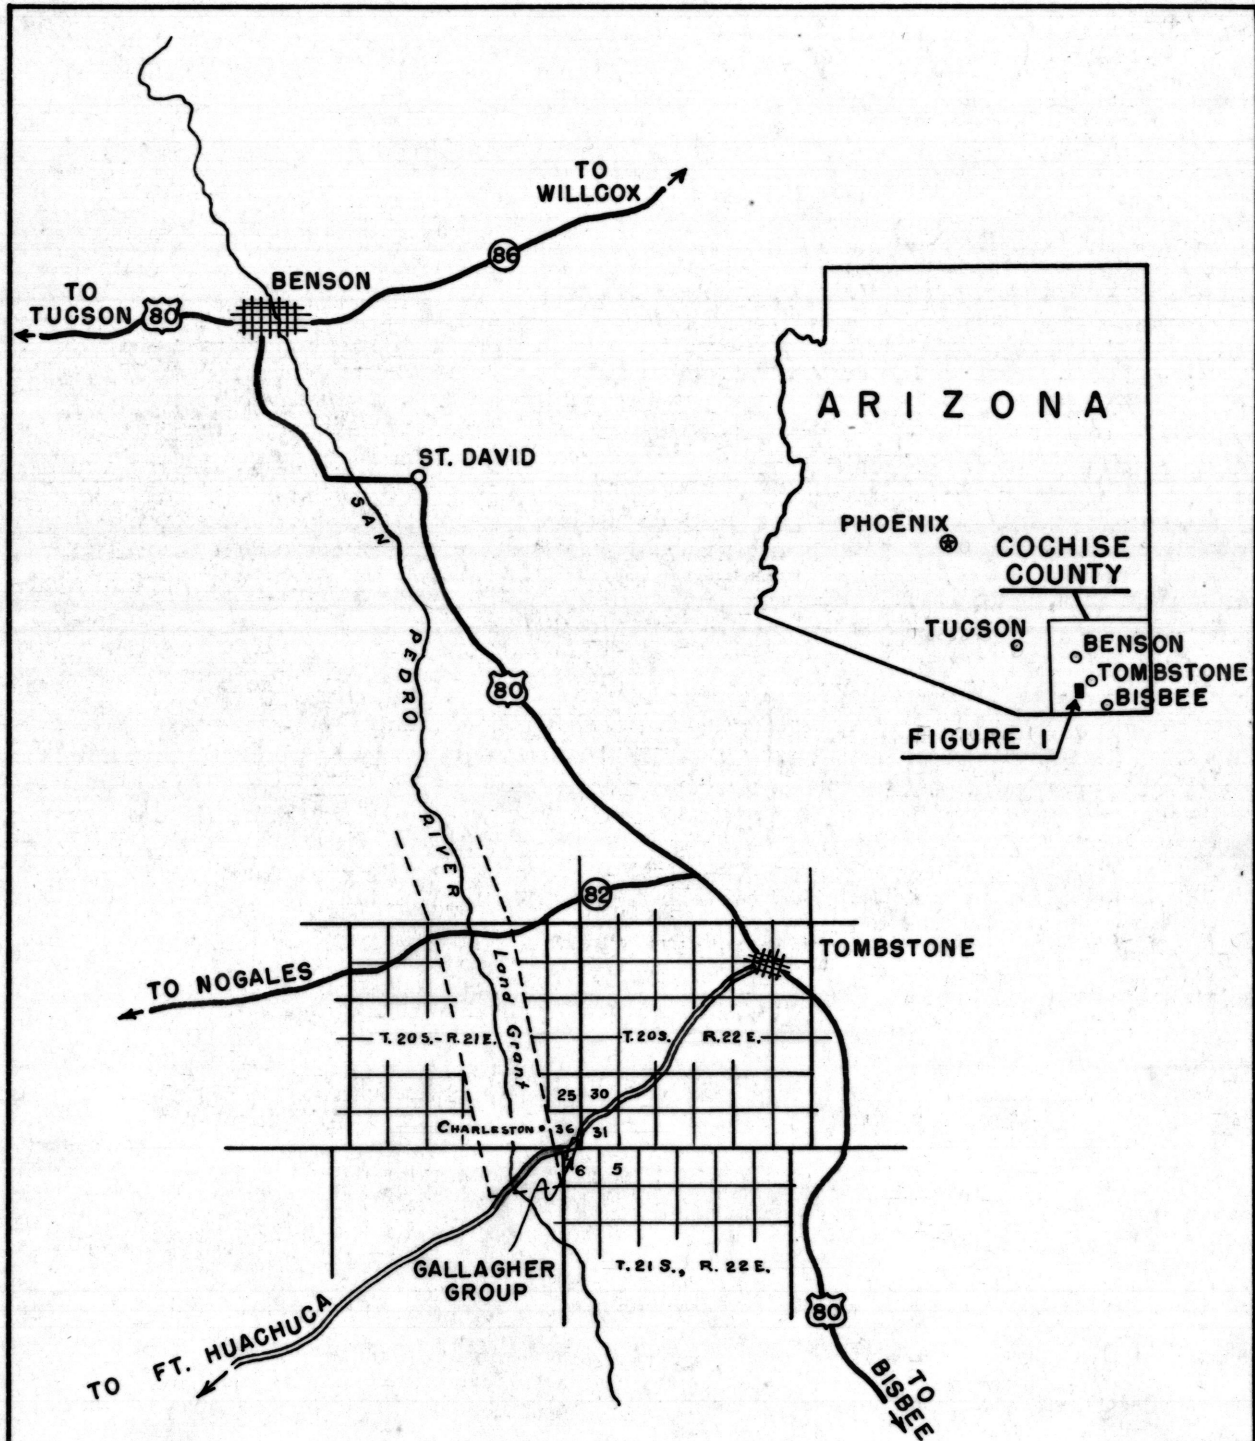 TO
WILLCOX
86
BENSON
TO
TUCSON
80
ARIZONA
ST. DAVID
SAN
PEDRO
RIVER
PHOENIX
COCHISE
COUNTY
TUCSON
BENSON
TOMBSTONE
BISBEE
FIGURE 1
80
82
TOMBSTONE
TO NOGALES
Land Grant
T. 20 S. - R. 21 E.
T. 20 S. R. 22 E.
25 30
CHARLESTON 36 31
6 5
GALLAGHER
GROUP
T. 21 S., R. 22 E.
80
TO FT. HUACHUCA
TO
BISBEE